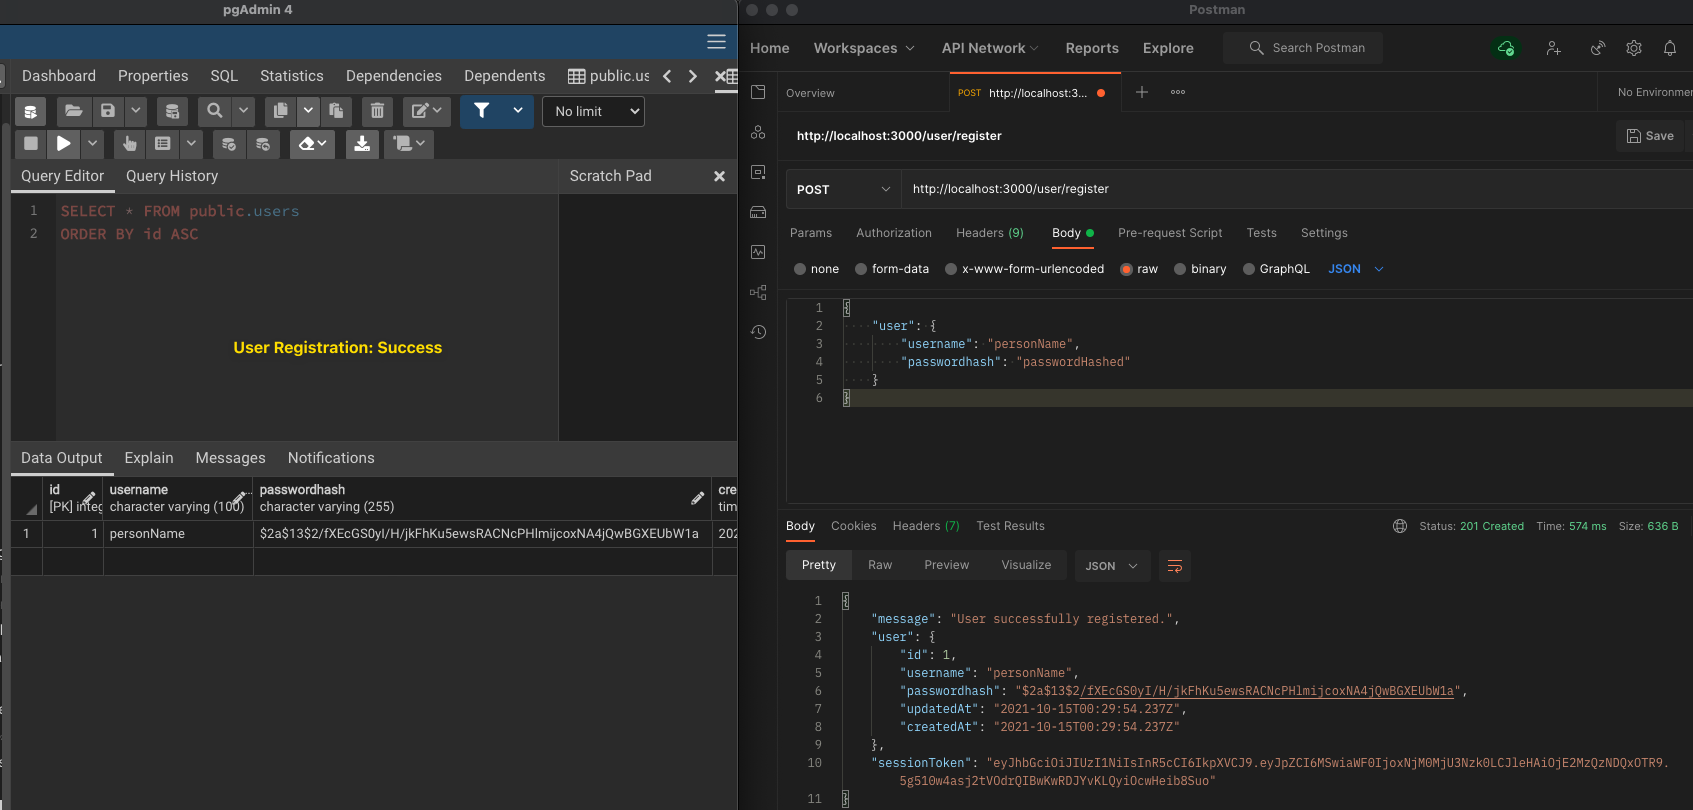 pgAdmin 4
Dashboard Properties SQL Statistics Dependencies Dependents public.us
No limit
Query Editor Query History Scratch Pad
1 SELECT * FROM public.users
2 ORDER BY id ASC
User Registration: Success
Data Output Explain Messages Notifications
id username passwordhash cre
[PK] integ character varying (100) character varying (255) tim
1 1 personName $2a$13$2/fXEcGS0yI/H/jkFhKu5ewsRACNcPHlmijcoxNA4jQwBGXEUbW1a 202
Postman
Home Workspaces API Network Reports Explore Search Postman
Overview POST http://localhost:3... No Environmen
http://localhost:3000/user/register Save
POST http://localhost:3000/user/register
Params Authorization Headers (9) Body Pre-request Script Tests Settings
none form-data x-www-form-urlencoded raw binary GraphQL JSON
1 {
2 "user": {
3 "username": "personName",
4 "passwordhash": "passwordHashed"
5 }
6 }
Body Cookies Headers (7) Test Results Status: 201 Created Time: 574 ms Size: 636 B
Pretty Raw Preview Visualize JSON
1 {
2 "message": "User successfully registered.",
3 "user": {
4 "id": 1,
5 "username": "personName",
6 "passwordhash": "$2a$13$2/fXEcGS0yI/H/jkFhKu5ewsRACNcPHlmijcoxNA4jQwBGXEUbW1a",
7 "updatedAt": "2021-10-15T00:29:54.237Z",
8 "createdAt": "2021-10-15T00:29:54.237Z"
9 },
10 "sessionToken": "eyJhbGciOiJIUzI1NiIsInR5cCI6IkpXVCJ9.eyJpZCI6MSwiaWF0IjoxNjM0MjU3Nzk0LCJleHAiOjE2MzQzNDQxOTR9.
5g510w4asj2tVOdrQIBwKwRDJYvKLQyiOcwHeib8Suo"
11 }